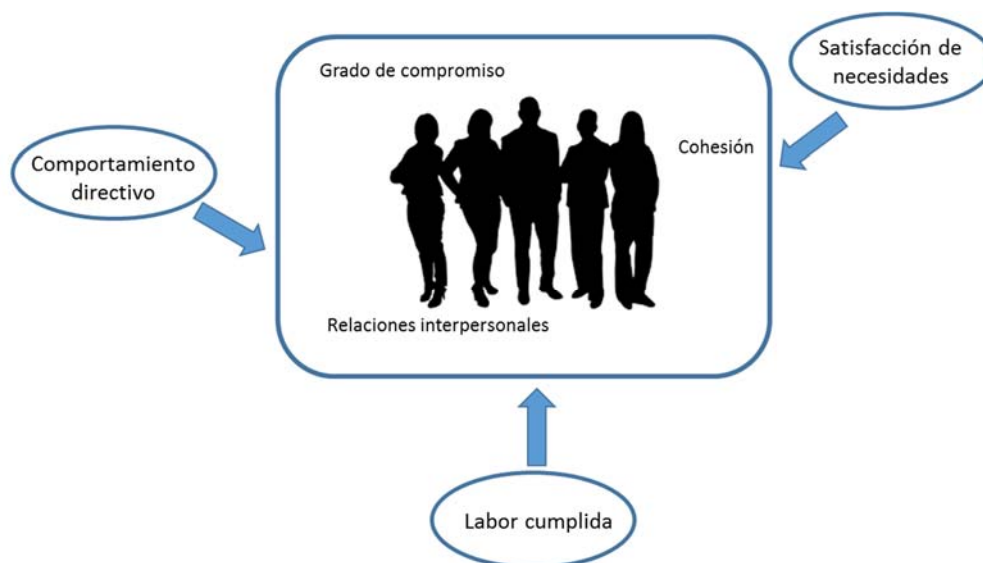 Satisfacción de
necesidades
Grado de compromiso
Cohesión
Comportamiento
directivo
Relaciones interpersonales
Labor cumplida